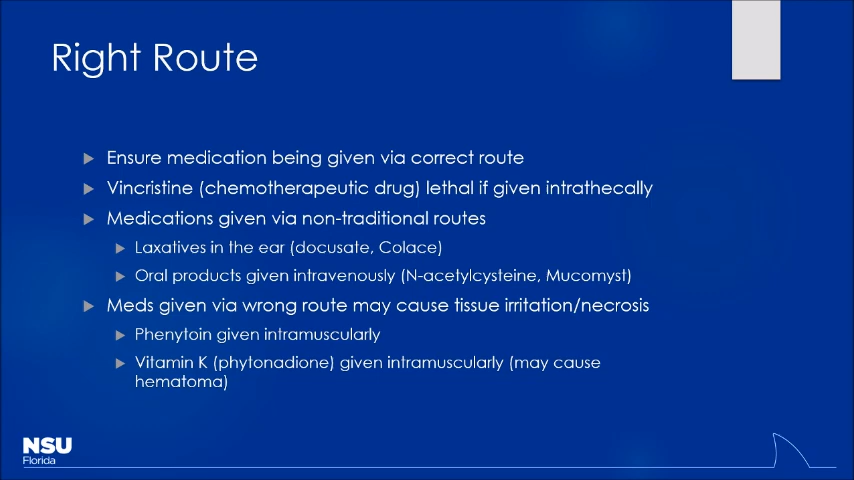 Right Route
Ensure medication being given via correct route
Vincristine (chemotherapeutic drug) lethal if given intrathecally
Medications given via non-traditional routes
Laxatives in the ear (docusate, Colace)
Oral products given intravenously (N-acetylcysteine, Mucomyst)
Meds given via wrong route may cause tissue irritation/necrosis
Phenytoin given intramuscularly
Vitamin K (phytonadione) given intramuscularly (may cause
hematoma)
NSU
Florida